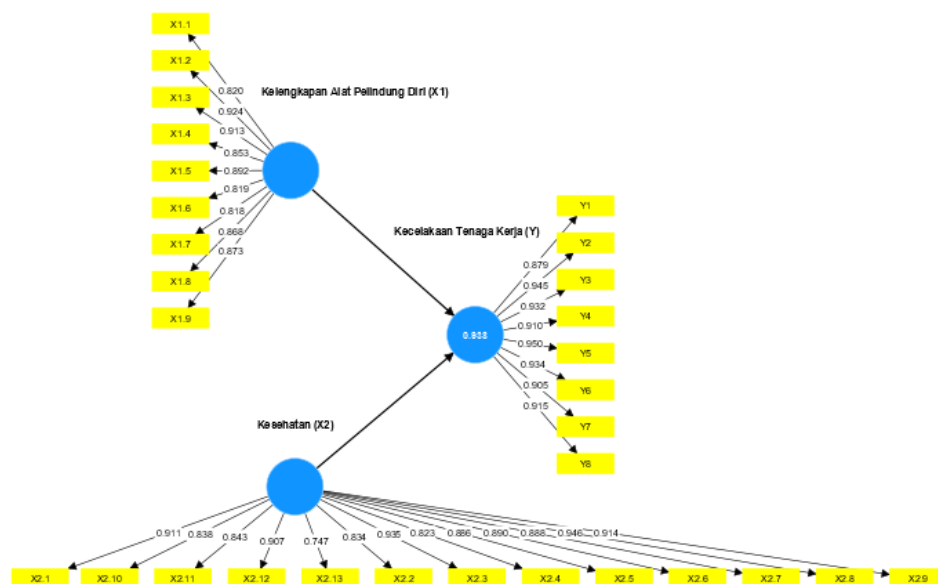 X1.1
X1.2
X1.3
X1.4
X1.5
X1.6
X1.7
X1.8
X1.9
0.820
0.924
0.913
0.853
0.892
0.819
0.818
0.868
0.873
Kelengkapan Alat Pelindung Diri (X1)
Kecelakaan Tenaga Kerja (Y)
0.938
0.879
0.945
0.932
0.910
0.950
0.934
0.905
0.915
Y1
Y2
Y3
Y4
Y5
Y6
Y7
Y8
Kesehatan (X2)
0.911 0.838 0.843 0.907 0.747 0.834 0.935 0.823 0.886 0.890 0.888 0.946 0.914
X2.1 X2.10 X2.11 X2.12 X2.13 X2.2 X2.3 X2.4 X2.5 X2.6 X2.7 X2.8 X2.9